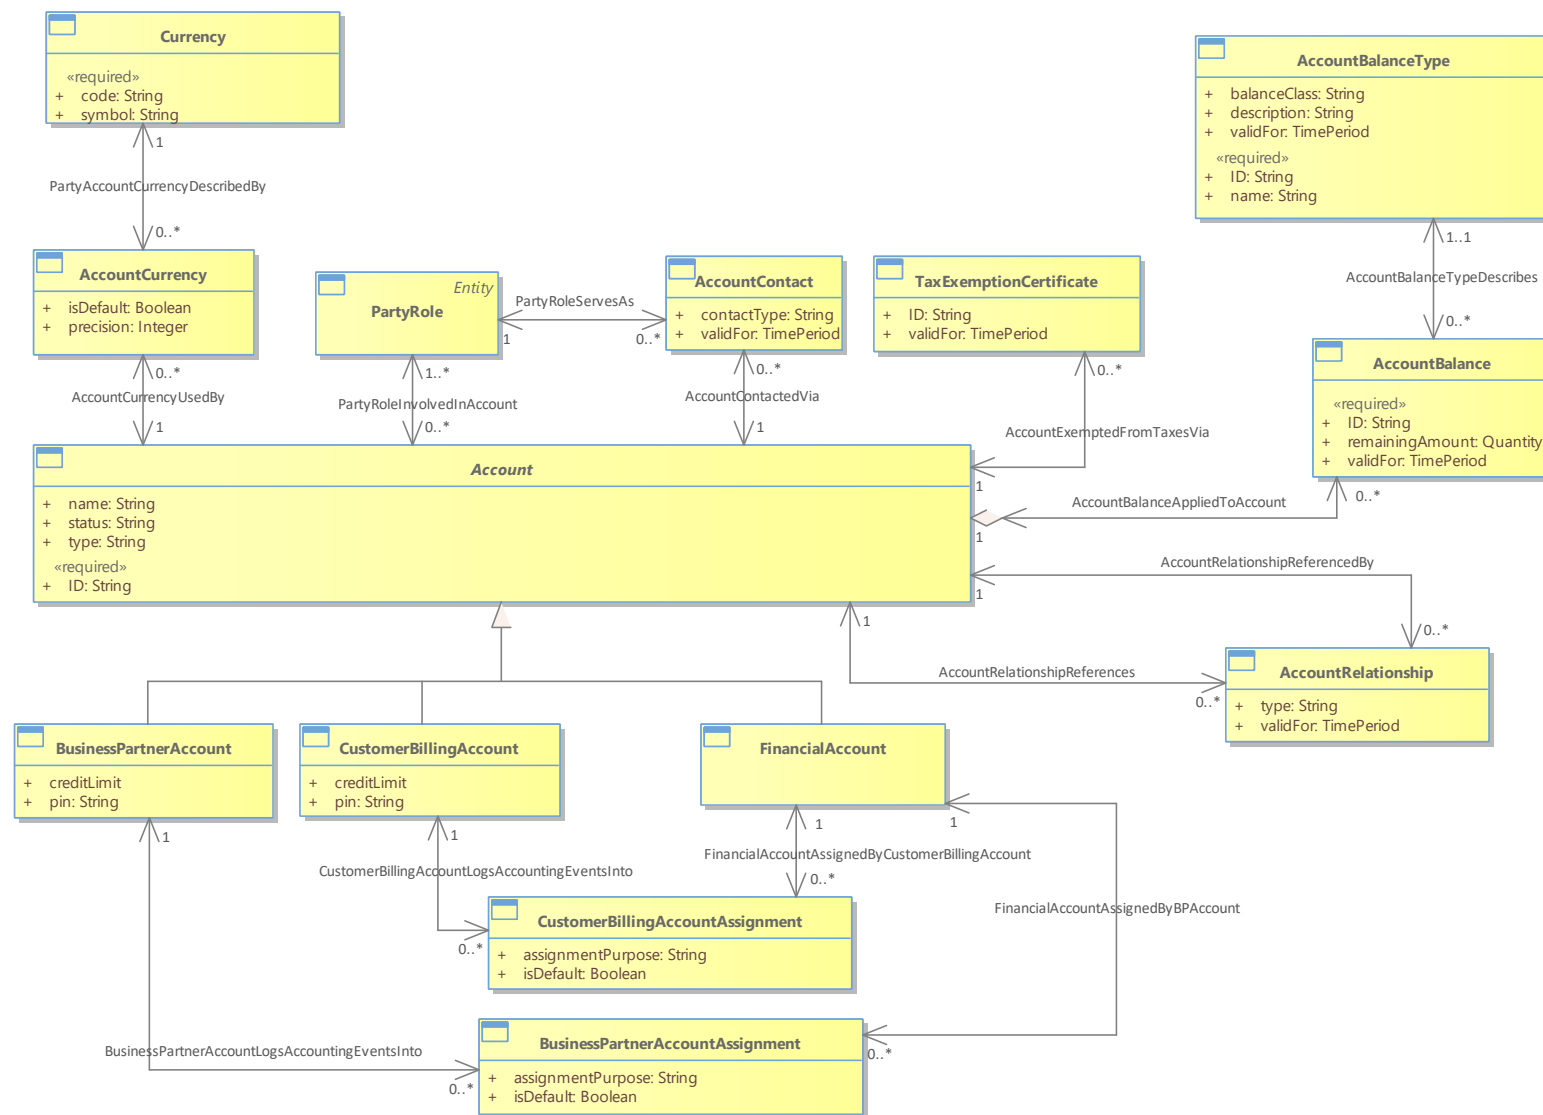 Currency
«required»
+ code: String
+ symbol: String
1
PartyAccountCurrencyDescribedBy
0..*
AccountCurrency
+ isDefault: Boolean
+ precision: Integer
0..*
AccountCurrencyUsedBy
1
Entity
PartyRole
1..*
PartyRoleInvolvedInAccount
0..*
PartyRoleServesAs
1
0..*
AccountContact
+ contactType: String
+ validFor: TimePeriod
0..*
AccountContactedVia
1
TaxExemptionCertificate
+ ID: String
+ validFor: TimePeriod
0..*
AccountExemptedFromTaxesVia
1
AccountBalanceType
+ balanceClass: String
+ description: String
+ validFor: TimePeriod
«required»
+ ID: String
+ name: String
1..1
AccountBalanceTypeDescribes
0..*
AccountBalance
«required»
+ ID: String
+ remainingAmount: Quantity
+ validFor: TimePeriod
0..*
AccountBalanceAppliedToAccount
1
Account
+ name: String
+ status: String
+ type: String
«required»
+ ID: String
AccountRelationshipReferencedBy
1
0..*
1
AccountRelationshipReferences
0..*
AccountRelationship
+ type: String
+ validFor: TimePeriod
BusinessPartnerAccount
+ creditLimit
+ pin: String
1
CustomerBillingAccount
+ creditLimit
+ pin: String
1
FinancialAccount
1
1
FinancialAccountAssignedByCustomerBillingAccount
CustomerBillingAccountLogsAccountingEventsInto
0..*
0..*
CustomerBillingAccountAssignment
+ assignmentPurpose: String
+ isDefault: Boolean
FinancialAccountAssignedByBPAccount
BusinessPartnerAccountLogsAccountingEventsInto
0..*
0..*
BusinessPartnerAccountAssignment
+ assignmentPurpose: String
+ isDefault: Boolean